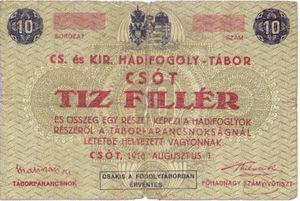 10 10
SOROZAT SZÁM
CS. és KIR. HADIFOGOLY-TÁBOR
CSÓT
TIZ FILLÉR
ÉS ÖSSZEG EGY RÉSZÉT KÉPEZI A HADIFOGLYOK
RÉSZÉRŐL A TÁBORPARANCSNOKSÁGNÁL
LETÉTBE HELYEZETT VAGYONNAK
CSÓT, 1916 AUGUSZTUS 1.
CSAKIS A FOGOLYTÁBORBAN
ÉRVÉNYES
TÁBORPARANCSNOK FŐHADNAGY SZÁMVIVŐTISZT